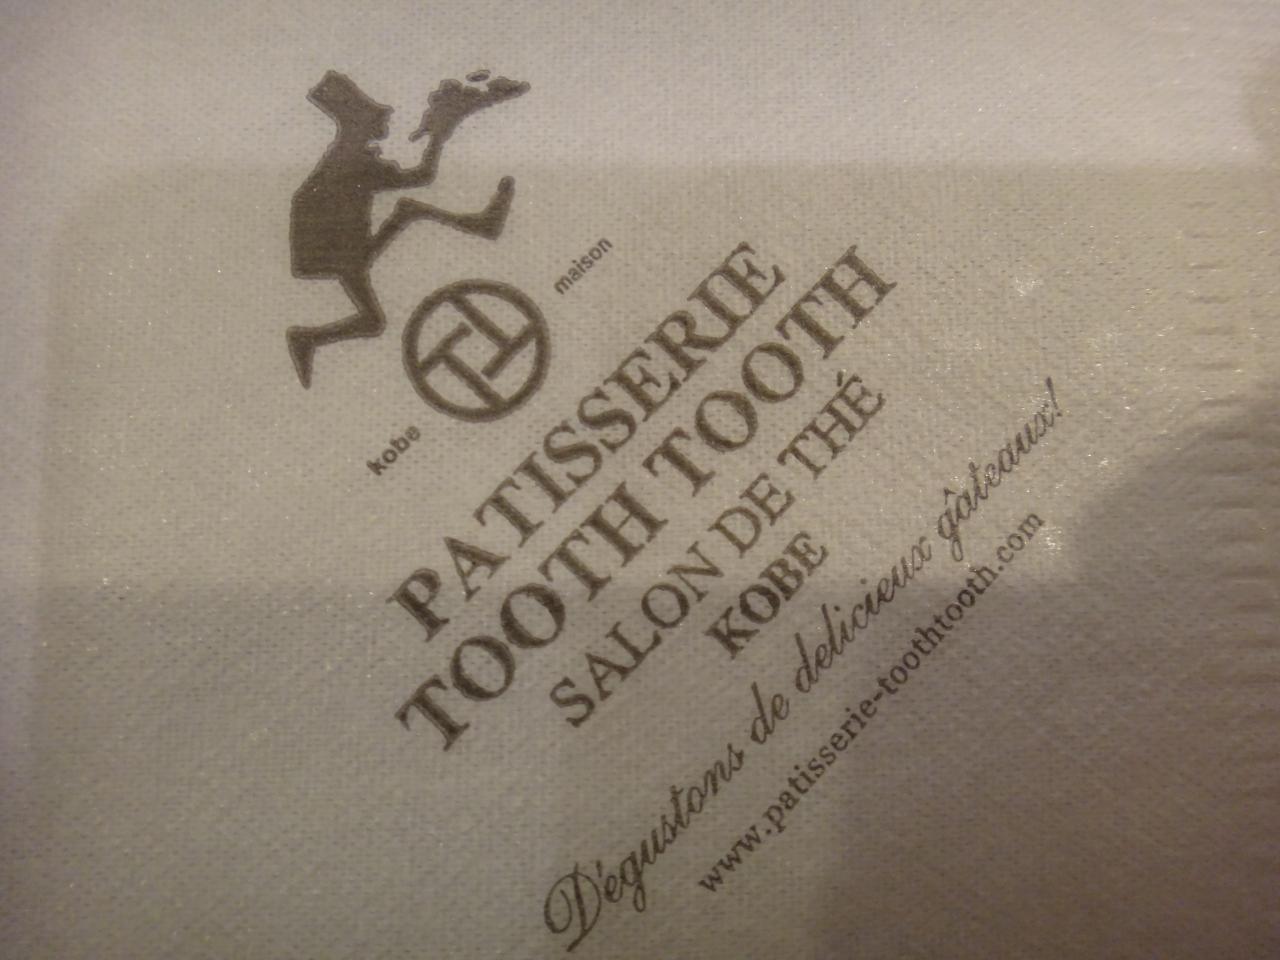 kobe
maison
PATISSERIE
TOOTH TOOTH
SALON DE THÉ
KOBE
Dégustons de delicieux gâteaux!
www.patisserie-toothtooth.com